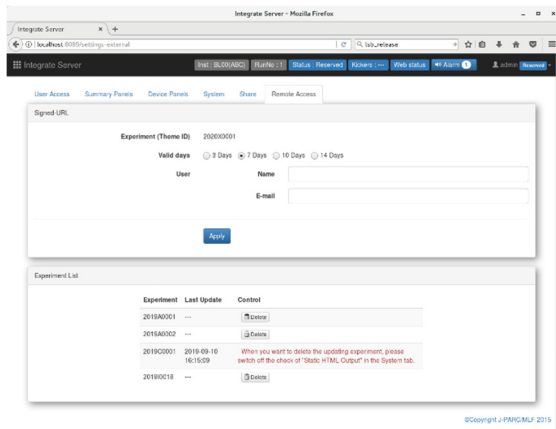 Integrate Server - Mozilla Firefox
Integrate Server × +
localhost:8089/settings-external lsb_release
Integrate Server Inst : BL00(ABC) RunNo : 1 Status : Reserved Kickers : --- Web status Alarm 1 admin Reserved
User Access Summary Panels Device Panels System Share Remote Access
Signed-URL
Experiment (Theme ID) 2020X0001
Valid days 3 Days 7 Days 10 Days 14 Days
User Name
E-mail
Apply
Experiment List
Experiment Last Update Control
2019A0001 --- Delete
2019A0002 --- Delete
2019C0001 2019-09-10 When you want to delete the updating experiment, please
16:15:09 switch off the check of "Static HTML Output" in the System tab.
2019I0018 --- Delete
©Copyright J-PARC/MLF 2015